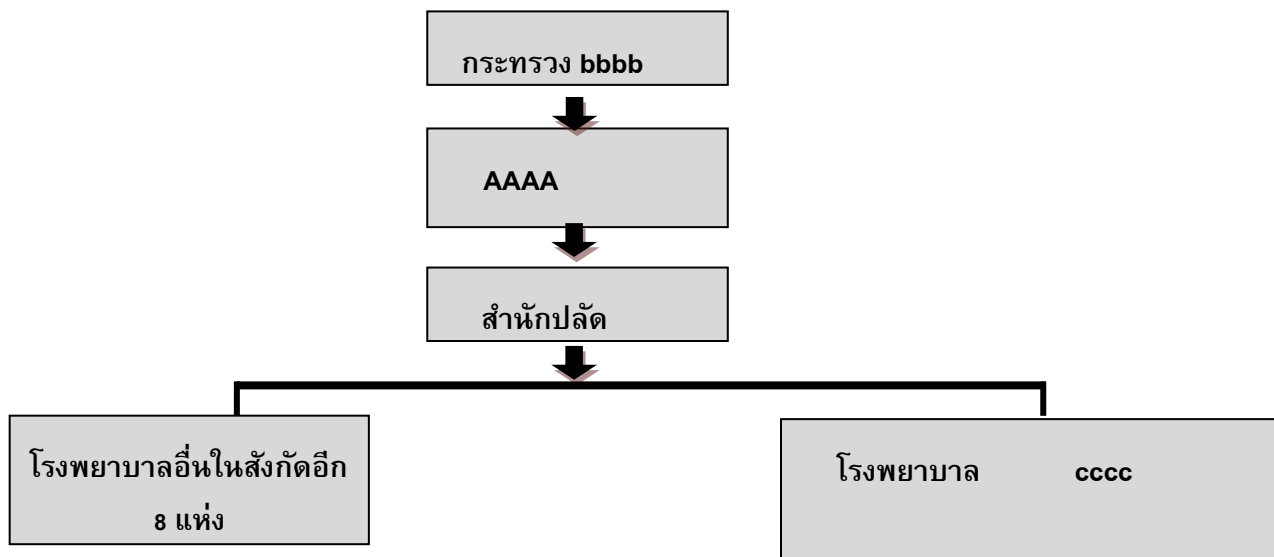 กระทรวง bbbb
AAAA
สำนักปลัด
โรงพยาบาลอื่นในสังกัดอีก
8 แห่ง
โรงพยาบาล cccc